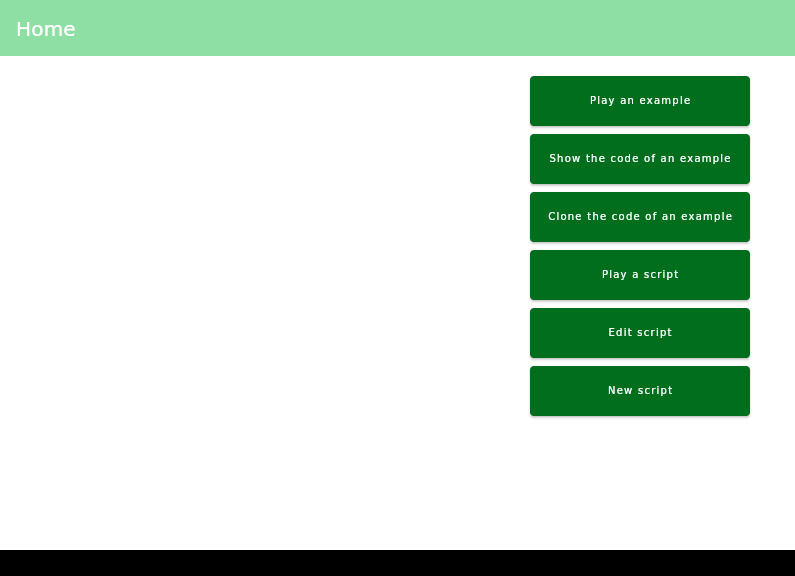 Home
Play an example
Show the code of an example
Clone the code of an example
Play a script
Edit script
New script